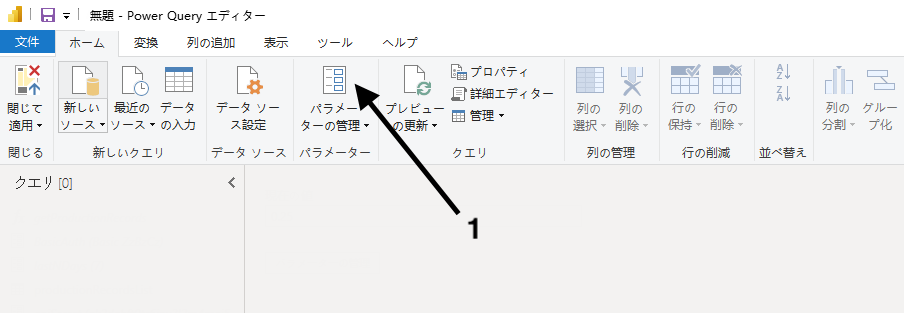 無題 - Power Query エディター
ファイル ホーム 変換 列の追加 表示 ツール ヘルプ
閉じて
適用
新しい
ソース
最近の
ソース
データ
の入力
データ ソー
ス設定
パラメー
ターの管理
プレビュー
の更新
プロパティ
詳細エディター
管理
列の
選択
列の
削除
行の
保持
行の
削除
列の
分割
グルー
プ化
閉じる 新しいクエリ データ ソース パラメーター クエリ 列の管理 行の削減 並べ替え
A
Z
Z
A
クエリ [0]
1